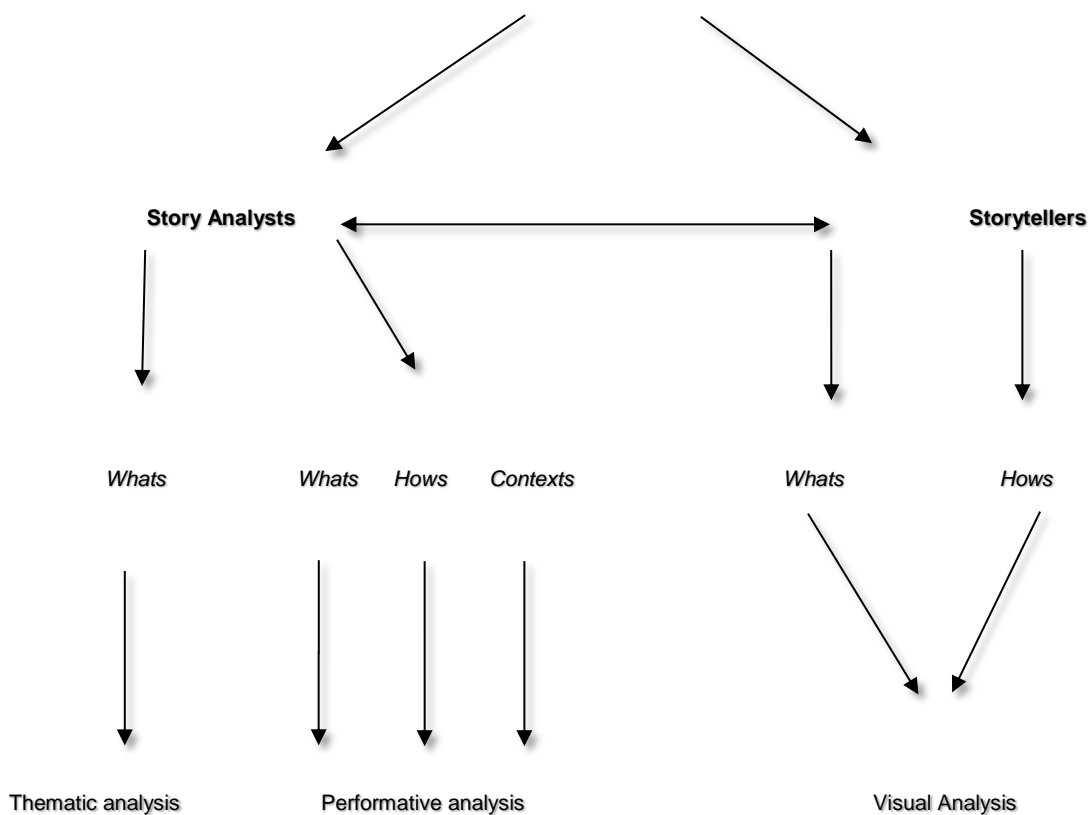 Story Analysts Storytellers
Whats Whats Hows Contexts Whats Hows
Thematic analysis Performative analysis Visual Analysis